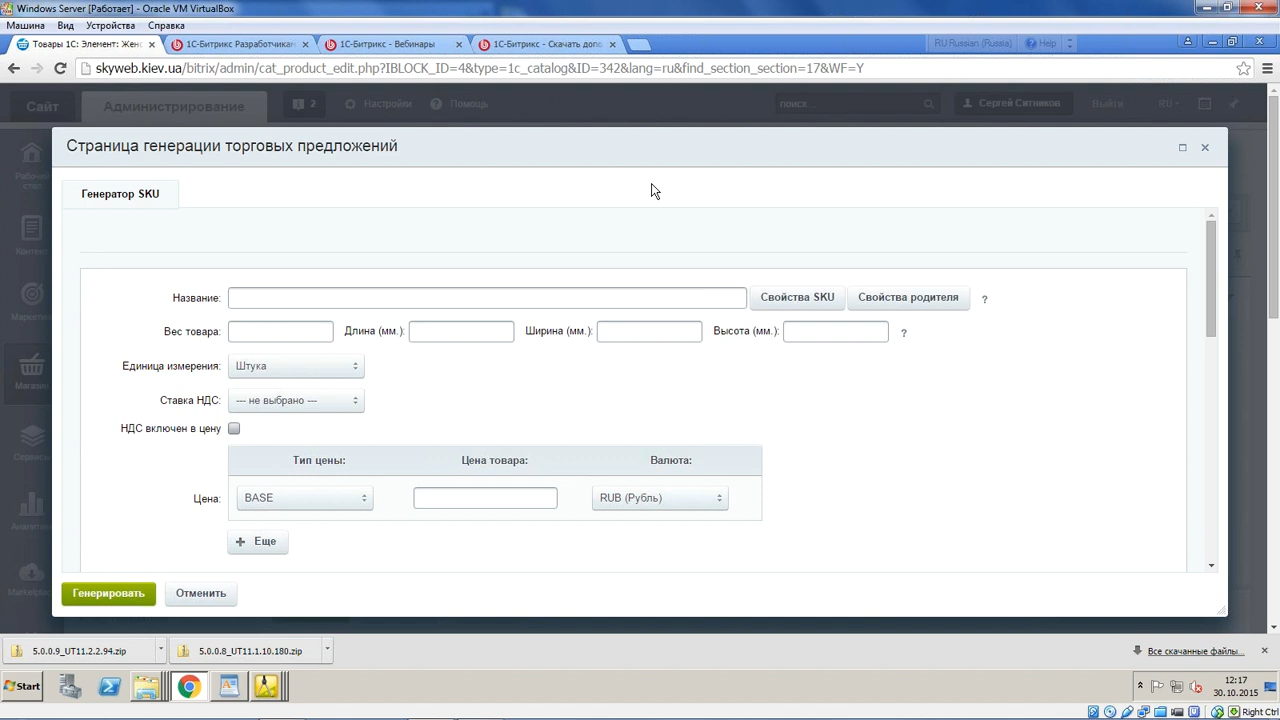 Windows Server [Работает] - Oracle VM VirtualBox
Машина Вид Устройства Справка
Товары 1С: Элемент: Жен 1С-Битрикс Разработчикам 1С-Битрикс - Вебинары 1С-Битрикс - Скачать допо RU Russian (Russia) Help
skyweb.kiev.ua/bitrix/admin/cat_product_edit.php?IBLOCK_ID=4&type=1c_catalog&ID=342&lang=ru&find_section_section=17&WF=Y
Сайт Администрирование 2 Настройки Помощь поиск... Сергей Ситников Выйти RU
Страница генерации торговых предложений
Рабочий
стол
Генератор SKU
Контент
Название: Свойства SKU Свойства родителя ?
Вес товара: Длина (мм.): Ширина (мм.): Высота (мм.): ?
Единица измерения: Штука
Магазин
Ставка НДС: --- не выбрано ---
НДС включен в цену
Тип цены: Цена товара: Валюта:
Цена: BASE RUB (Рубль)
Еще
Генерировать Отменить
5.0.0.9_UT11.2.2.94.zip 5.0.0.8_UT11.1.10.180.zip Все скачанные файлы...
Start 12:17
30.10.2015
Right Ctrl